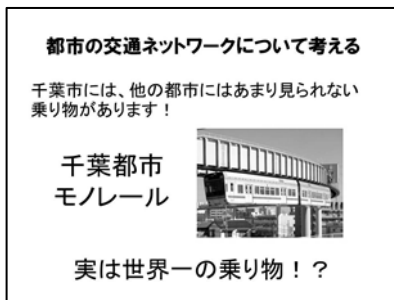 都市の交通ネットワークについて考える
千葉市には、他の都市にはあまり見られない
乗り物があります！
千葉都市
モノレール
実は世界一の乗り物！？